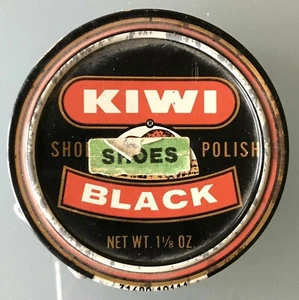 KIWI
SHOES
SHO POLISH
BLACK
NET WT. 1⅛ OZ.